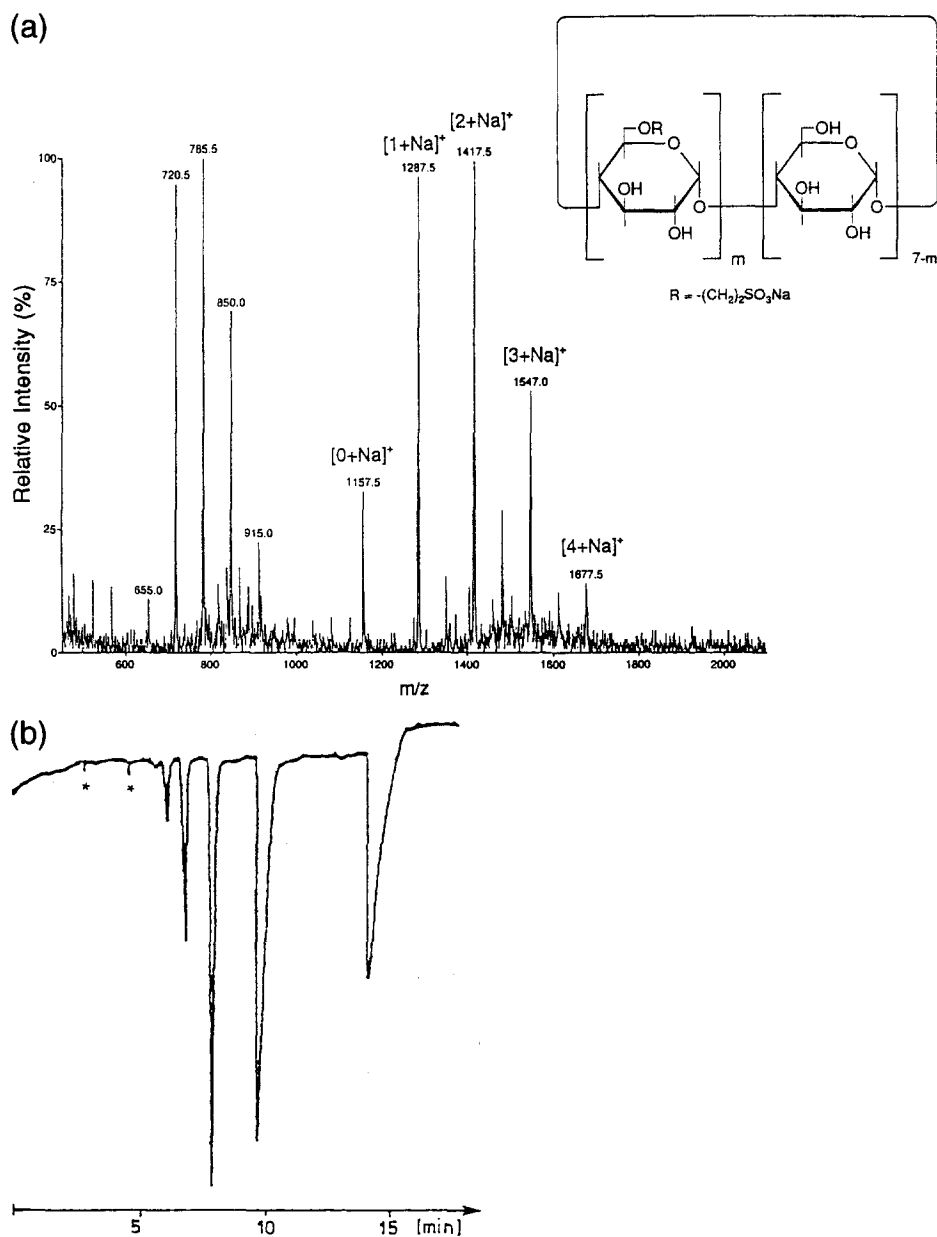 (a)
[2+Na]⁺
[1+Na]⁺
1417.5
1287.5
785.5
720.5
850.0
[3+Na]⁺
1547.0
[0+Na]⁺
1157.5
915.0
[4+Na]⁺
1677.5
655.0
100
75
50
25
0
Relative Intensity (%)
600
800
1000
1200
1400
1600
1800
2000
m/z
OR
O
OH
O
OH
m
OH
O
OH
O
OH
7-m
R = -(CH₂)₂SO₃Na
(b)
*
*
5
10
15
[min]